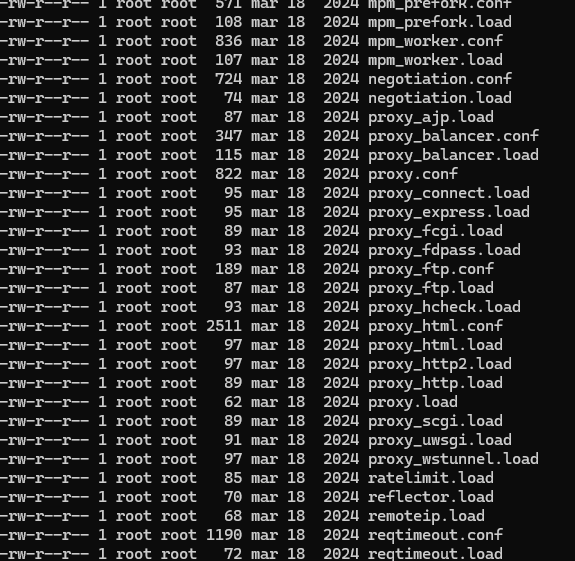 -rw-r--r-- 1 root root  571 mar 18  2024 mpm_prefork.conf
-rw-r--r-- 1 root root  108 mar 18  2024 mpm_prefork.load
-rw-r--r-- 1 root root  836 mar 18  2024 mpm_worker.conf
-rw-r--r-- 1 root root  107 mar 18  2024 mpm_worker.load
-rw-r--r-- 1 root root  724 mar 18  2024 negotiation.conf
-rw-r--r-- 1 root root   74 mar 18  2024 negotiation.load
-rw-r--r-- 1 root root   87 mar 18  2024 proxy_ajp.load
-rw-r--r-- 1 root root  347 mar 18  2024 proxy_balancer.conf
-rw-r--r-- 1 root root  115 mar 18  2024 proxy_balancer.load
-rw-r--r-- 1 root root  822 mar 18  2024 proxy.conf
-rw-r--r-- 1 root root   95 mar 18  2024 proxy_connect.load
-rw-r--r-- 1 root root   95 mar 18  2024 proxy_express.load
-rw-r--r-- 1 root root   89 mar 18  2024 proxy_fcgi.load
-rw-r--r-- 1 root root   93 mar 18  2024 proxy_fdpass.load
-rw-r--r-- 1 root root  189 mar 18  2024 proxy_ftp.conf
-rw-r--r-- 1 root root   87 mar 18  2024 proxy_ftp.load
-rw-r--r-- 1 root root   93 mar 18  2024 proxy_hcheck.load
-rw-r--r-- 1 root root 2511 mar 18  2024 proxy_html.conf
-rw-r--r-- 1 root root   97 mar 18  2024 proxy_html.load
-rw-r--r-- 1 root root   97 mar 18  2024 proxy_http2.load
-rw-r--r-- 1 root root   89 mar 18  2024 proxy_http.load
-rw-r--r-- 1 root root   62 mar 18  2024 proxy.load
-rw-r--r-- 1 root root   89 mar 18  2024 proxy_scgi.load
-rw-r--r-- 1 root root   91 mar 18  2024 proxy_uwsgi.load
-rw-r--r-- 1 root root   97 mar 18  2024 proxy_wstunnel.load
-rw-r--r-- 1 root root   85 mar 18  2024 ratelimit.load
-rw-r--r-- 1 root root   70 mar 18  2024 reflector.load
-rw-r--r-- 1 root root   68 mar 18  2024 remoteip.load
-rw-r--r-- 1 root root 1190 mar 18  2024 reqtimeout.conf
-rw-r--r-- 1 root root   72 mar 18  2024 reqtimeout.load